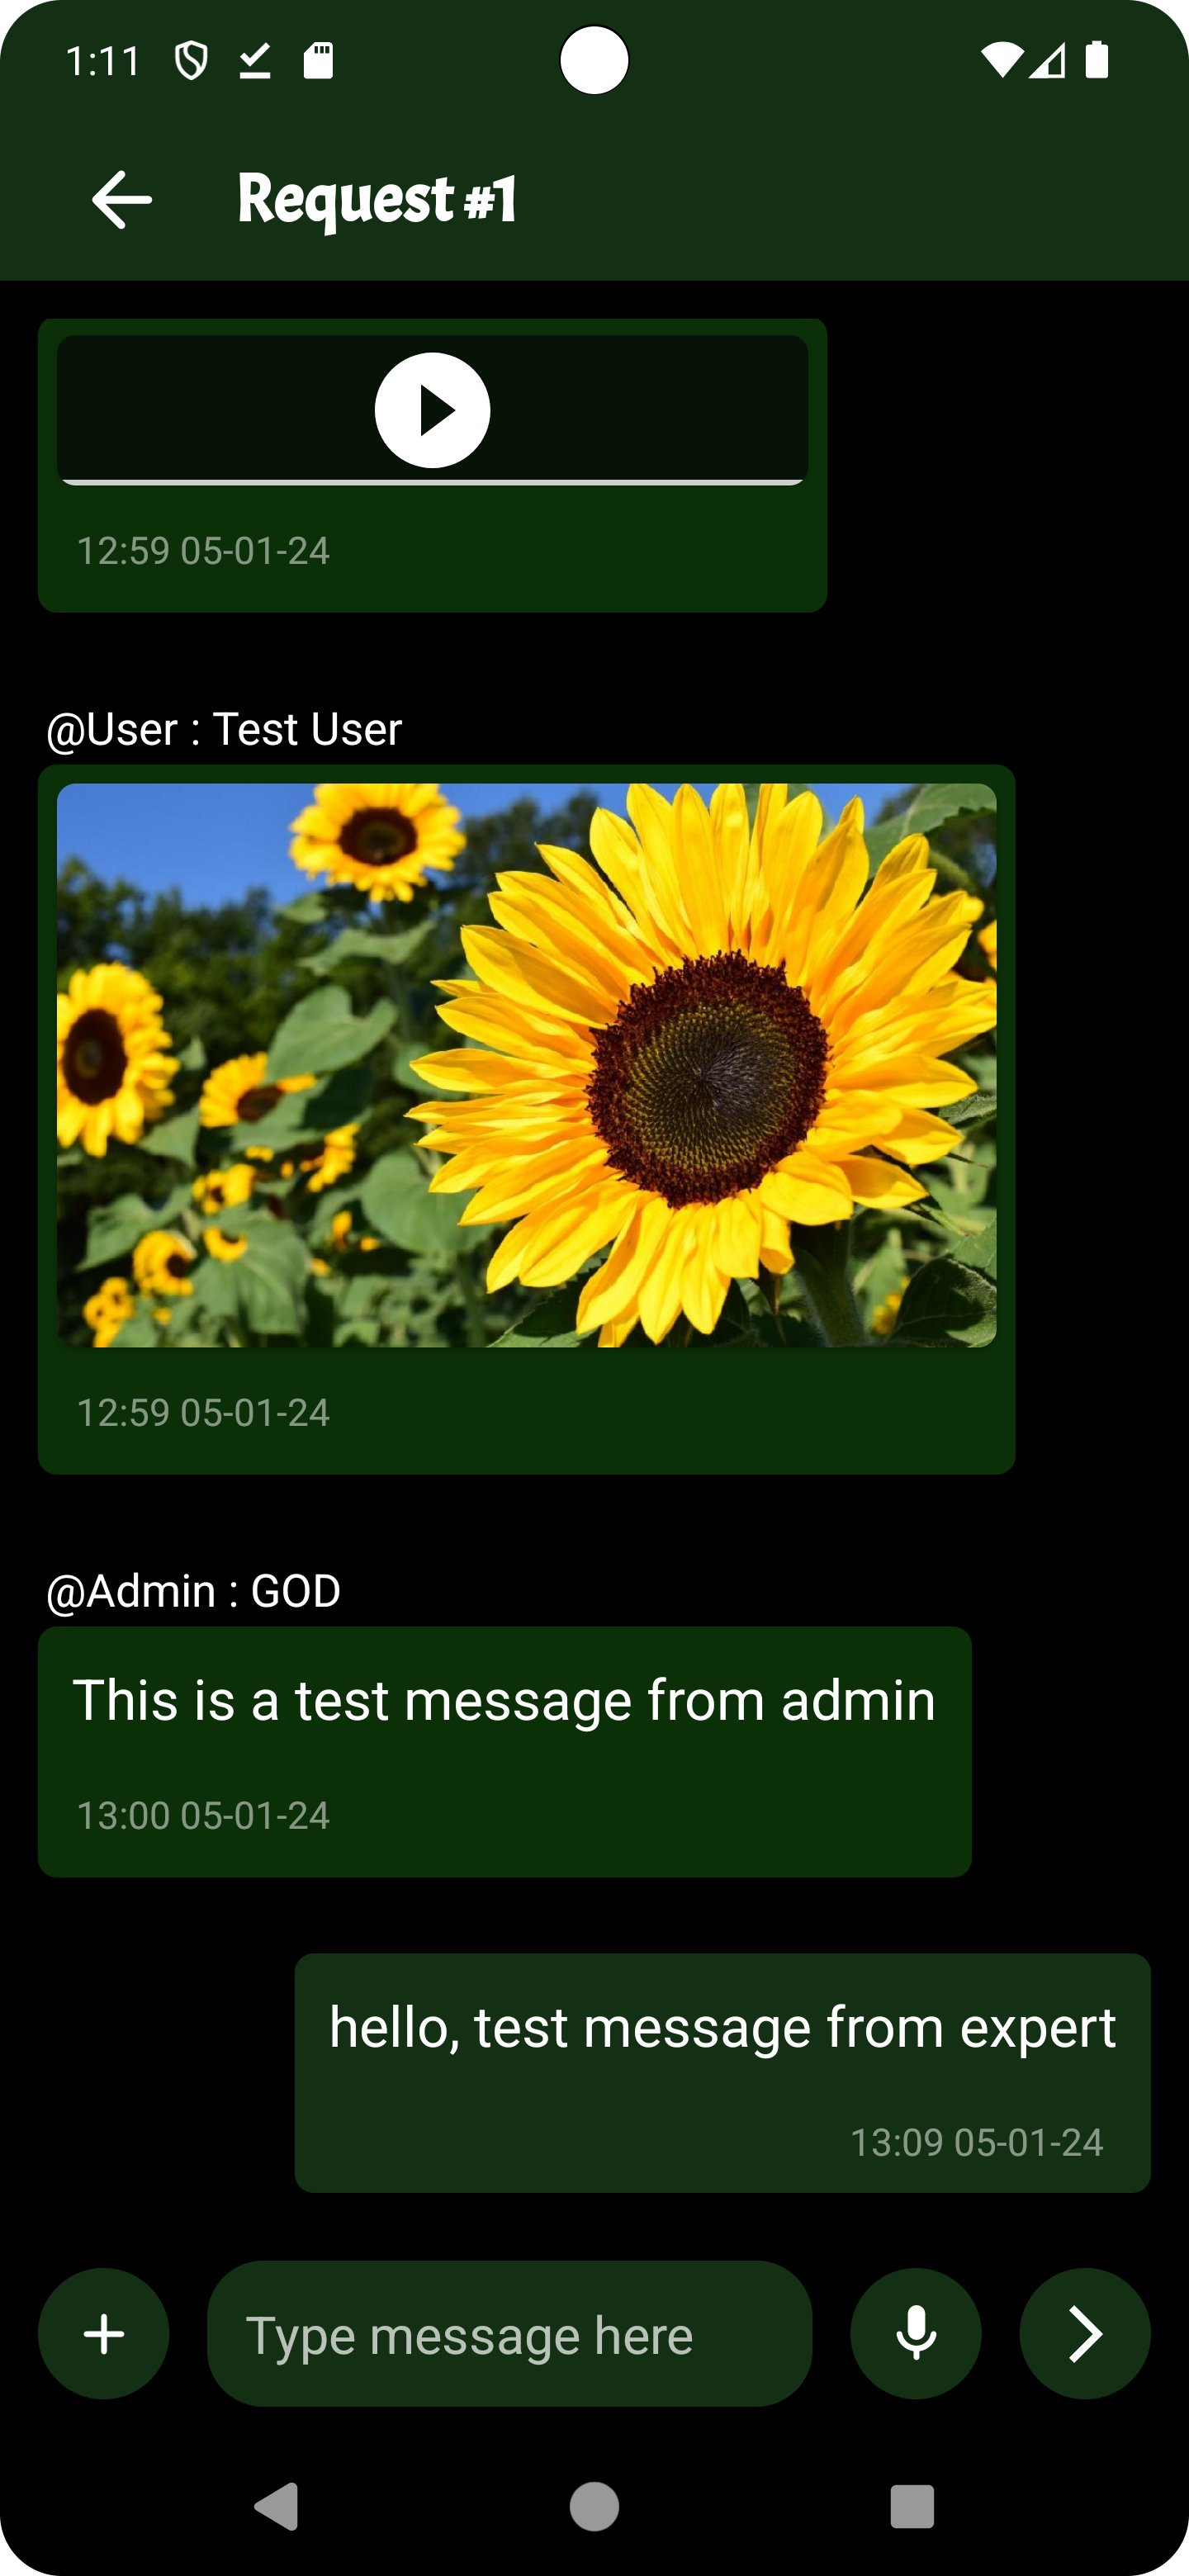 1:11
Request #1
12:59 05-01-24
@User : Test User
12:59 05-01-24
@Admin : GOD
This is a test message from admin
13:00 05-01-24
hello, test message from expert
13:09 05-01-24
Type message here